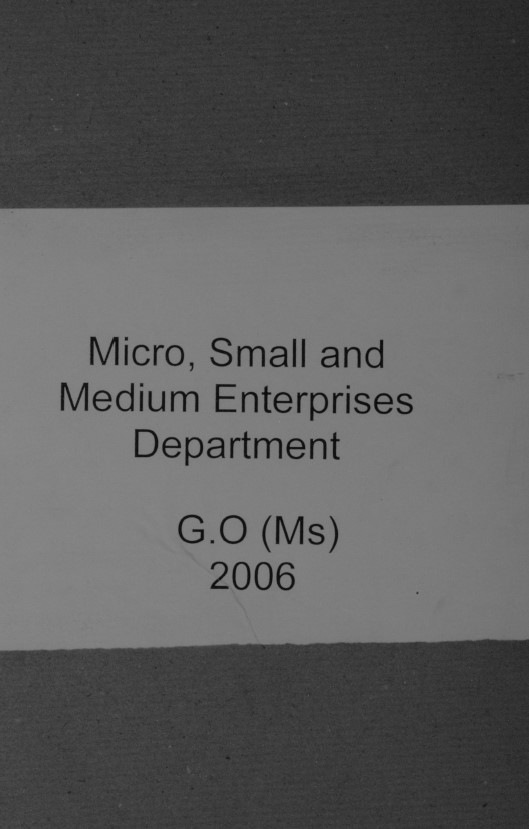 Micro, Small and
Medium Enterprises
Department
G.O (Ms)
2006